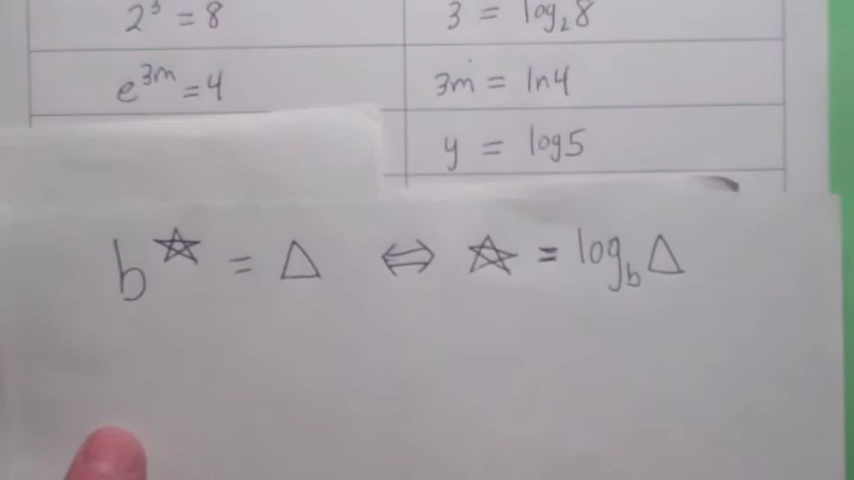 2³ = 8 3 = log₂8
e³ᵐ = 4 3m = ln4
y = log5
b^☆ = △ ⇔ ☆ = log_b △